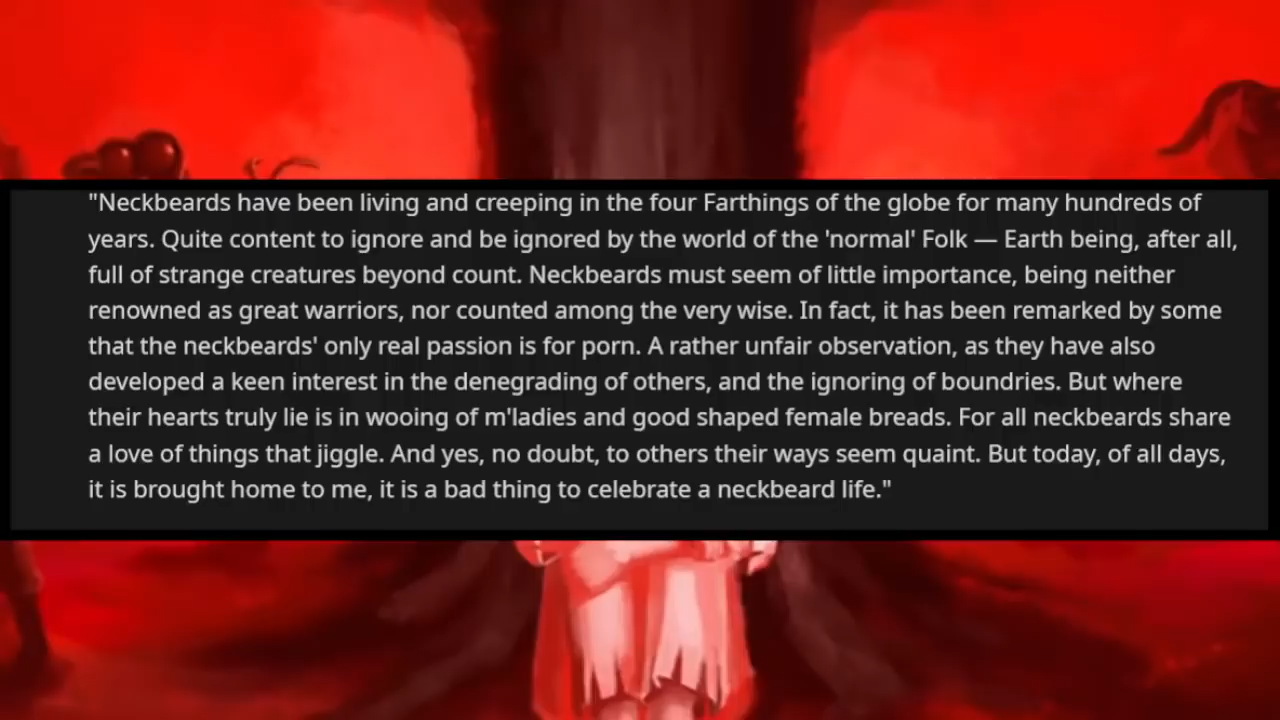 "Neckbeards have been living and creeping in the four Farthings of the globe for many hundreds of
years. Quite content to ignore and be ignored by the world of the 'normal' Folk — Earth being, after all,
full of strange creatures beyond count. Neckbeards must seem of little importance, being neither
renowned as great warriors, nor counted among the very wise. In fact, it has been remarked by some
that the neckbeards' only real passion is for porn. A rather unfair observation, as they have also
developed a keen interest in the denegrading of others, and the ignoring of boundries. But where
their hearts truly lie is in wooing of m'ladies and good shaped female breads. For all neckbeards share
a love of things that jiggle. And yes, no doubt, to others their ways seem quaint. But today, of all days,
it is brought home to me, it is a bad thing to celebrate a neckbeard life."